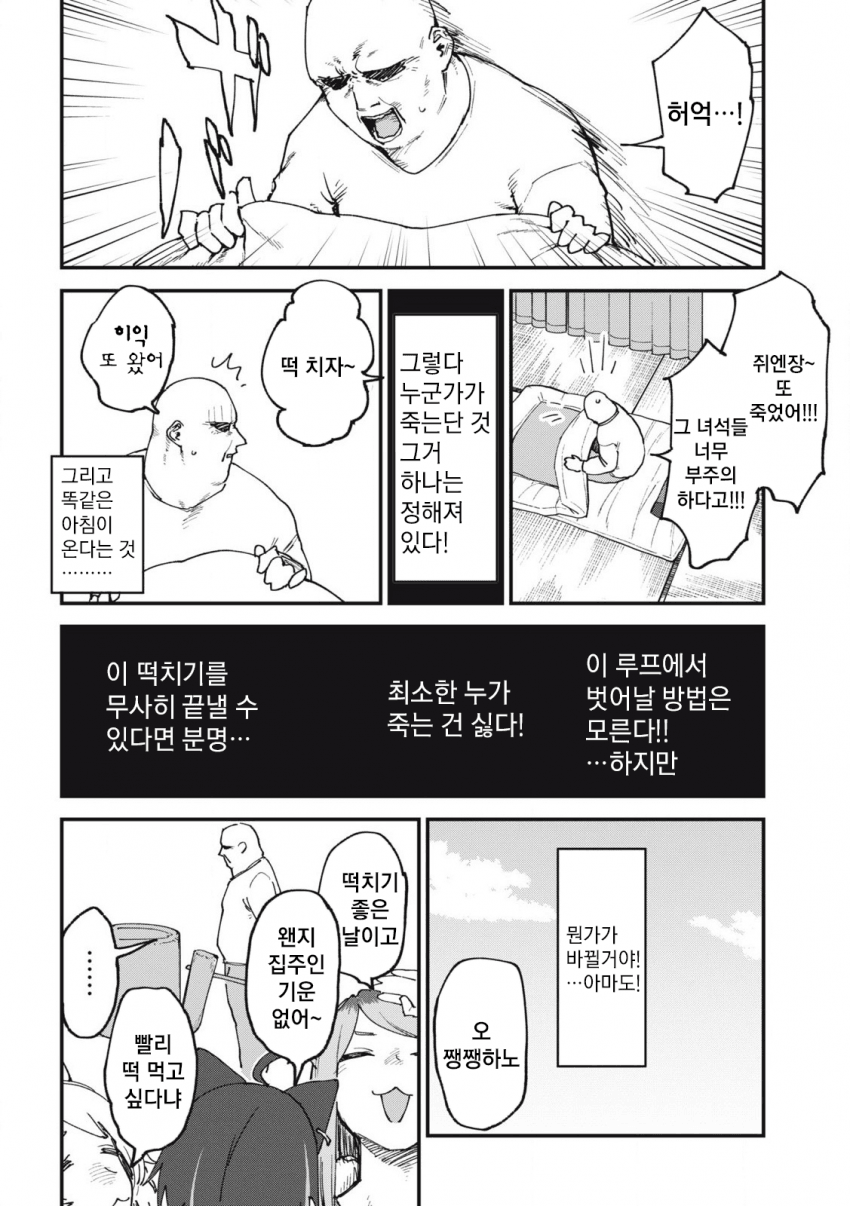 허억…!
ガバッ
쥐엔장~
또
죽었어!!!
그 녀석들
너무
부주의
하다고!!!
그렇다
누군가가
죽는단 것
그거
하나는
정해져
있다!
떡 치자~
히익
또 왔어
그리고
똑같은
아침이
온다는 것
………
이 루프에서
벗어날 방법은
모른다!!
…하지만
최소한 누가
죽는 건 싫다!
이 떡치기를
무사히 끝낼 수
있다면 분명…
뭔가가
바뀔거야!
…아마도!
오
쨍쨍하노
떡치기
좋은
날이고
왠지
집주인
기운
없어~
……
빨리
떡 먹고
싶다냐